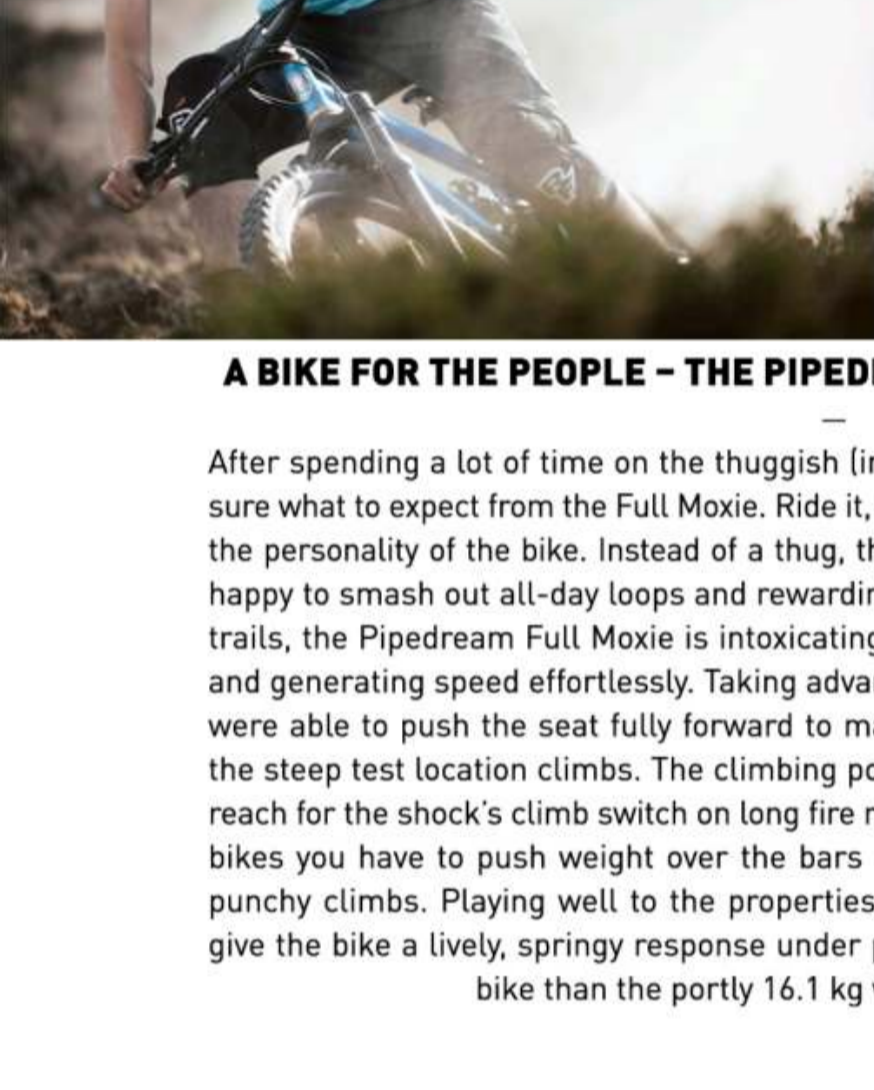 A BIKE FOR THE PEOPLE – THE PIPED
—
After spending a lot of time on the thuggish (in
sure what to expect from the Full Moxie. Ride it,
the personality of the bike. Instead of a thug, th
happy to smash out all-day loops and rewardin
trails, the Pipedream Full Moxie is intoxicating
and generating speed effortlessly. Taking adva
were able to push the seat fully forward to ma
the steep test location climbs. The climbing po
reach for the shock’s climb switch on long fire r
bikes you have to push weight over the bars
punchy climbs. Playing well to the properties
give the bike a lively, springy response under p
bike than the portly 16.1 kg